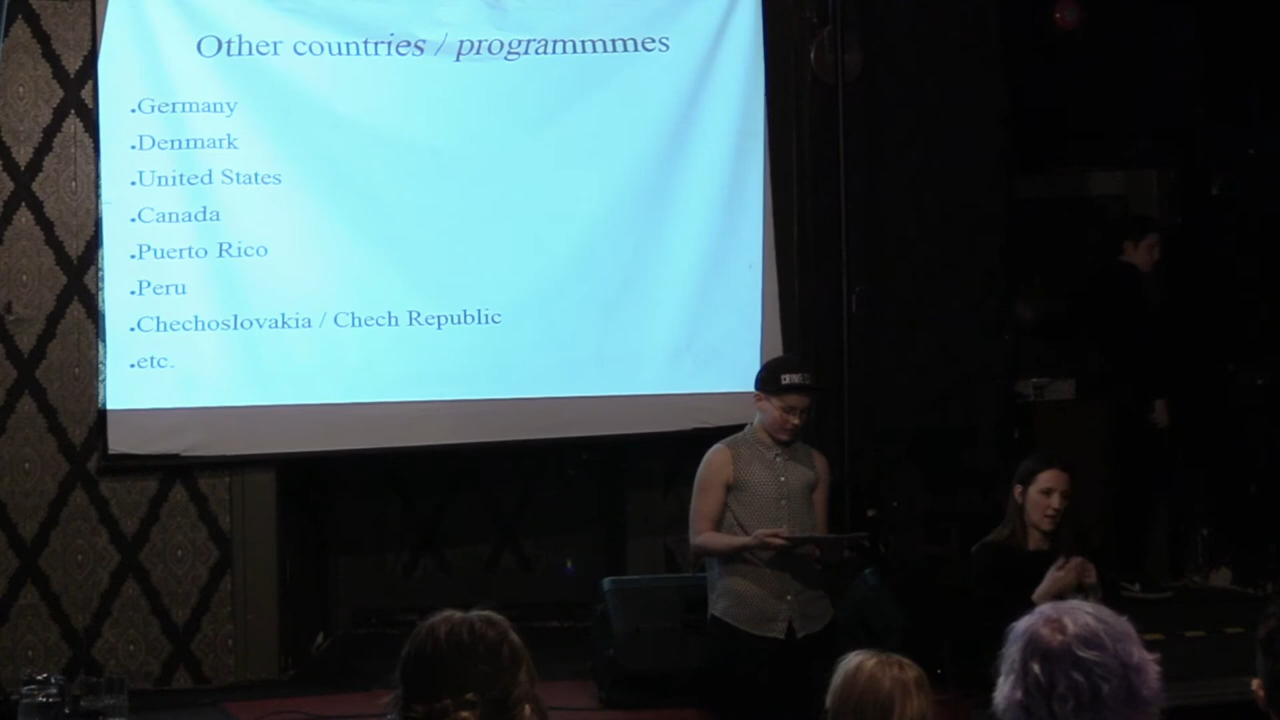 Other countries / programmmes
.Germany
.Denmark
.United States
.Canada
.Puerto Rico
.Peru
.Chechoslovakia / Chech Republic
.etc.